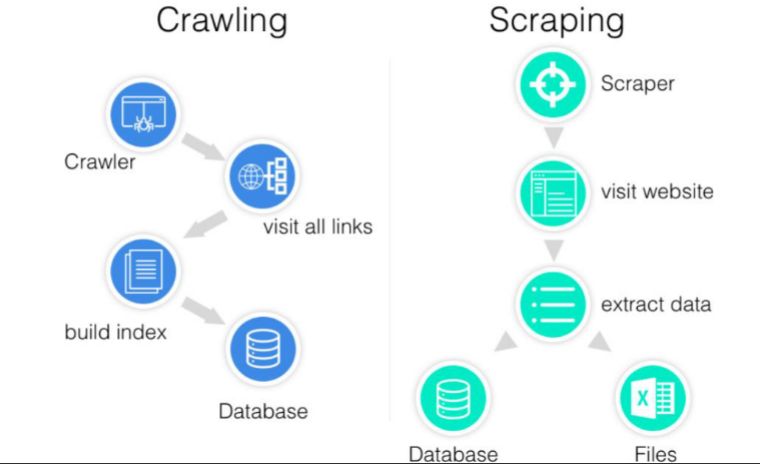 Crawling
Crawler
visit all links
build index
Database
Scraping
Scraper
visit website
extract data
Database
Files
X